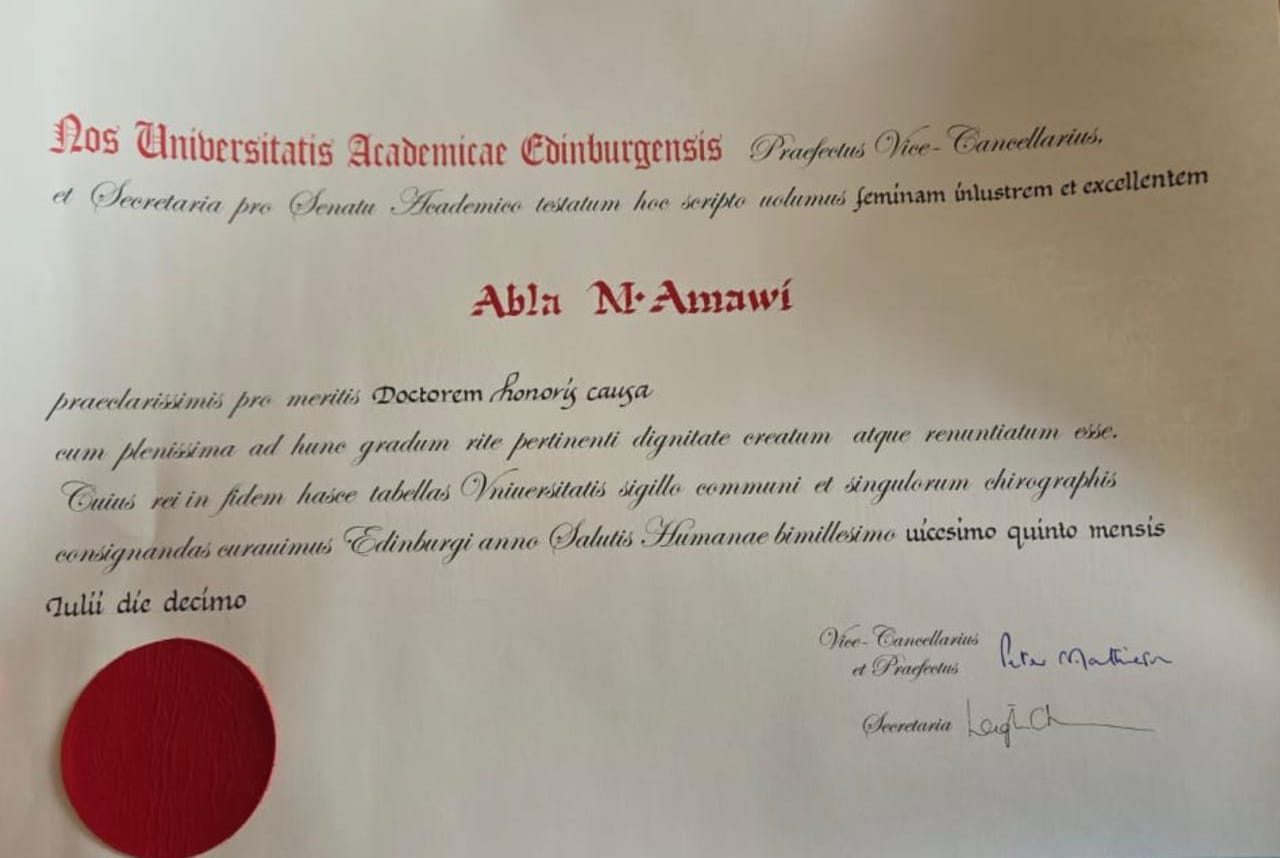 Nos Universitatis Academicae Edinburgensis Praefectus Vice-Cancellarius,
et Secretaria pro Senatu Academico testatum hoc scripto uolumus feminam inlustrem et excellentem
Abla M·Amawi
praeclarissimis pro meritis Doctorem honoris causa
cum plenissima ad hunc gradum rite pertinenti dignitate creatum atque renuntiatum esse.
Cuius rei in fidem hasce tabellas Vniuersitatis sigillo communi et singulorum chirographis
consignandas curauimus Edinburgi anno Salutis Humanae bimillesimo uicesimo quinto mensis
Iulii die decimo
Vice-Cancellarius
et Praefectus Peter Mathieson
Secretaria Leigh